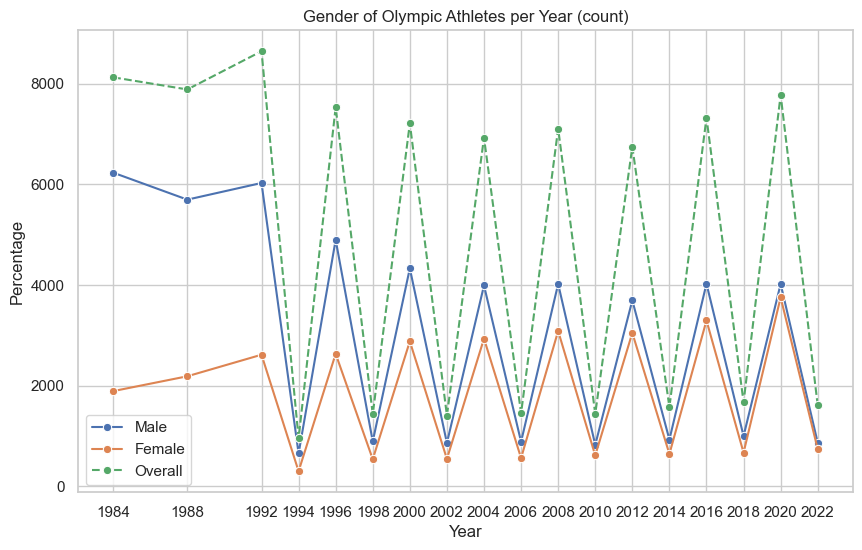 Gender of Olympic Athletes per Year (count)
8000
6000
4000
2000
0
Percentage
Male
Female
Overall
1984 1988 1992 1994 1996 1998 2000 2002 2004 2006 2008 2010 2012 2014 2016 2018 2020 2022
Year